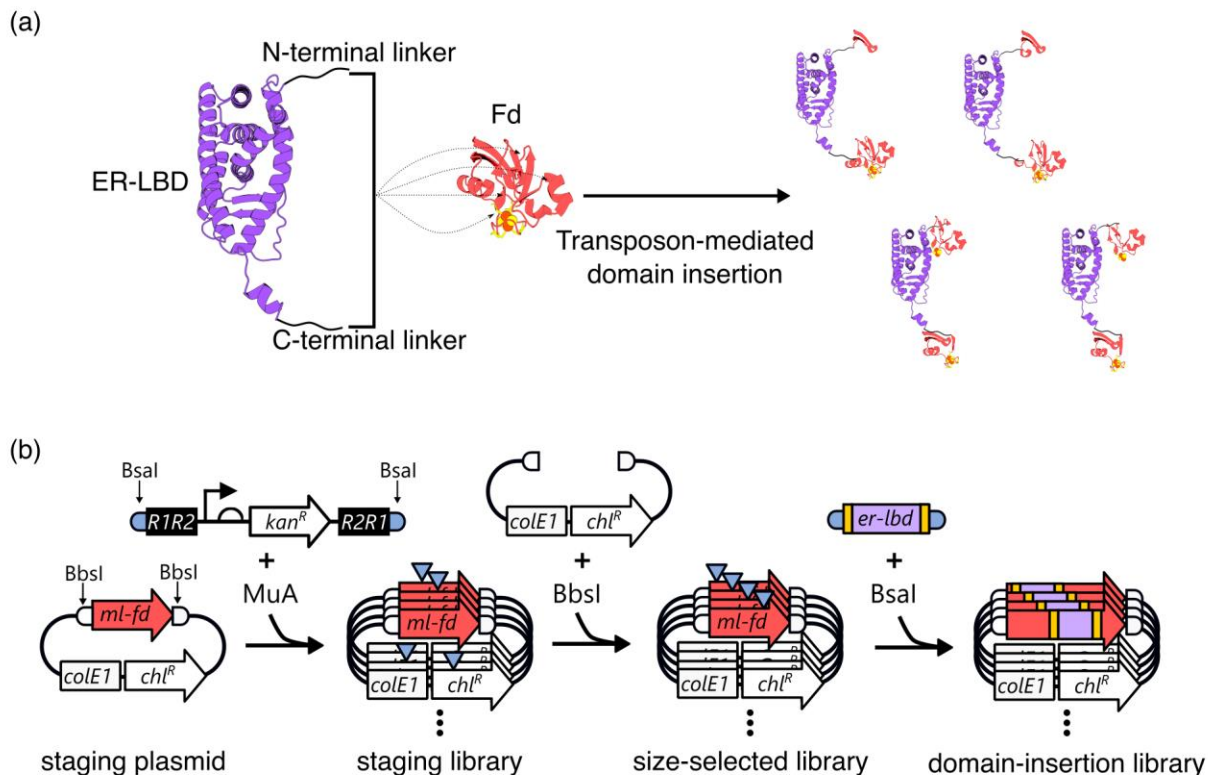 (a)
N-terminal linker
Fd
ER-LBD
Transposon-mediated
domain insertion
C-terminal linker
(b)
BsaI
BsaI
R1R2
kanR
R2R1
colE1
chlR
er-lbd
+
+
+
BbsI
BbsI
MuA
BbsI
BsaI
ml-fd
ml-fd
ml-fd
colE1
chlR
colE1
chlR
colE1
chlR
colE1
chlR
staging plasmid
staging library
size-selected library
domain-insertion library